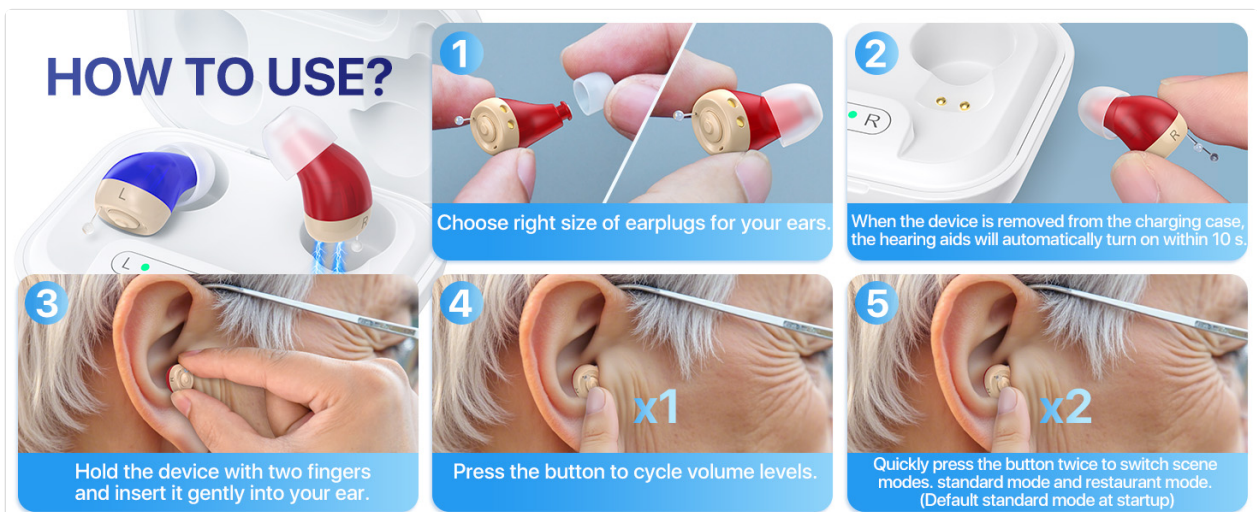 HOW TO USE?
L
R
L
1
Choose right size of earplugs for your ears.
2
R
R
When the device is removed from the charging case,
the hearing aids will automatically turn on within 10 s.
3
Hold the device with two fingers
and insert it gently into your ear.
4
x1
Press the button to cycle volume levels.
5
x2
Quickly press the button twice to switch scene
modes. standard mode and restaurant mode.
(Default standard mode at startup)